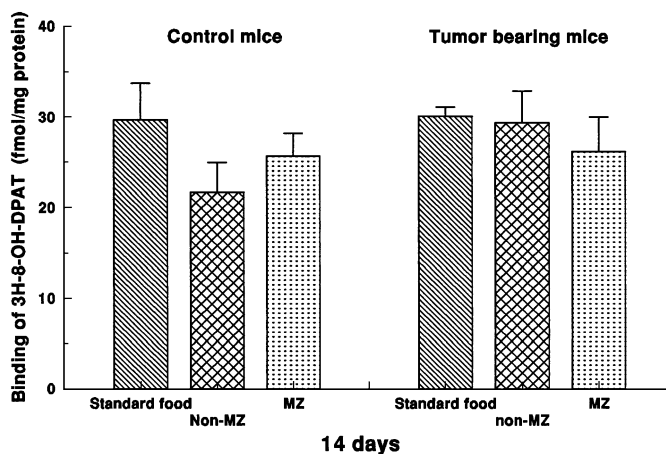 Control mice
Tumor bearing mice
Binding of 3H-8-OH-DPAT (fmol/mg protein)
40
30
20
10
0
Standard food
Non-MZ
MZ
Standard food
non-MZ
MZ
14 days